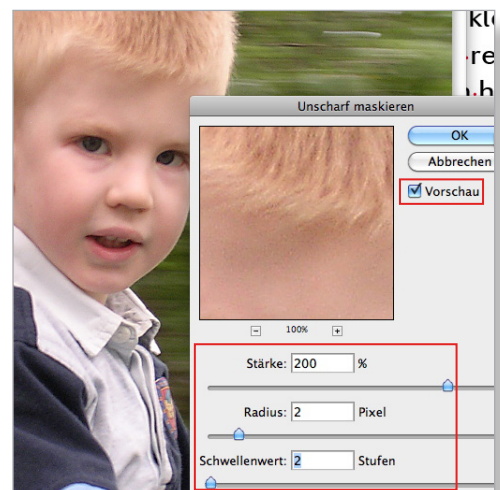 Unscharf maskieren
OK
Abbrechen
Vorschau
100%
Stärke: 200 %
Radius: 2 Pixel
Schwellenwert: 2 Stufen